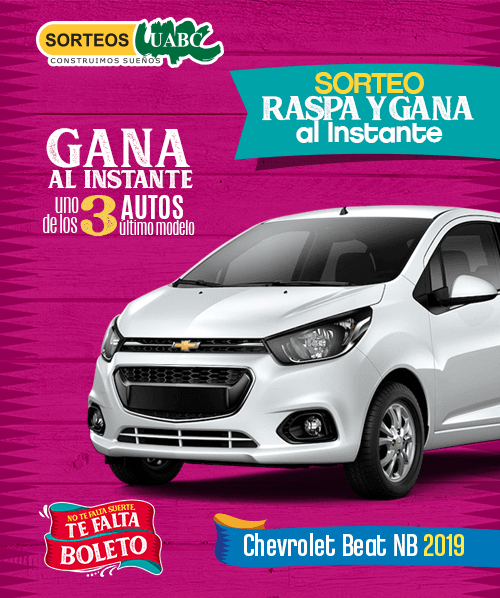 SORTEOS UABC
CONSTRUIMOS SUEÑOS
SORTEO
RASPA Y GANA
al Instante
GANA
AL INSTANTE
uno 3 AUTOS
de los último modelo
NO TE FALTA SUERTE
TE FALTA
BOLETO
Chevrolet Beat NB 2019